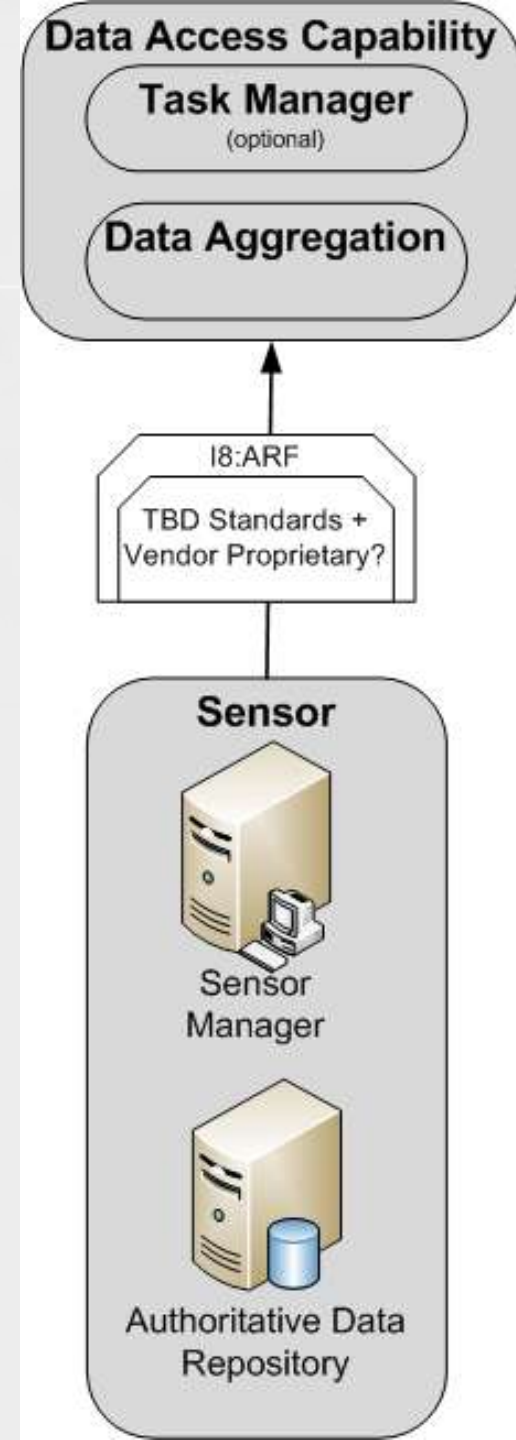 Data Access Capability
Task Manager
(optional)
Data Aggregation
I8:ARF
TBD Standards +
Vendor Proprietary?
Sensor
Sensor
Manager
Authoritative Data
Repository